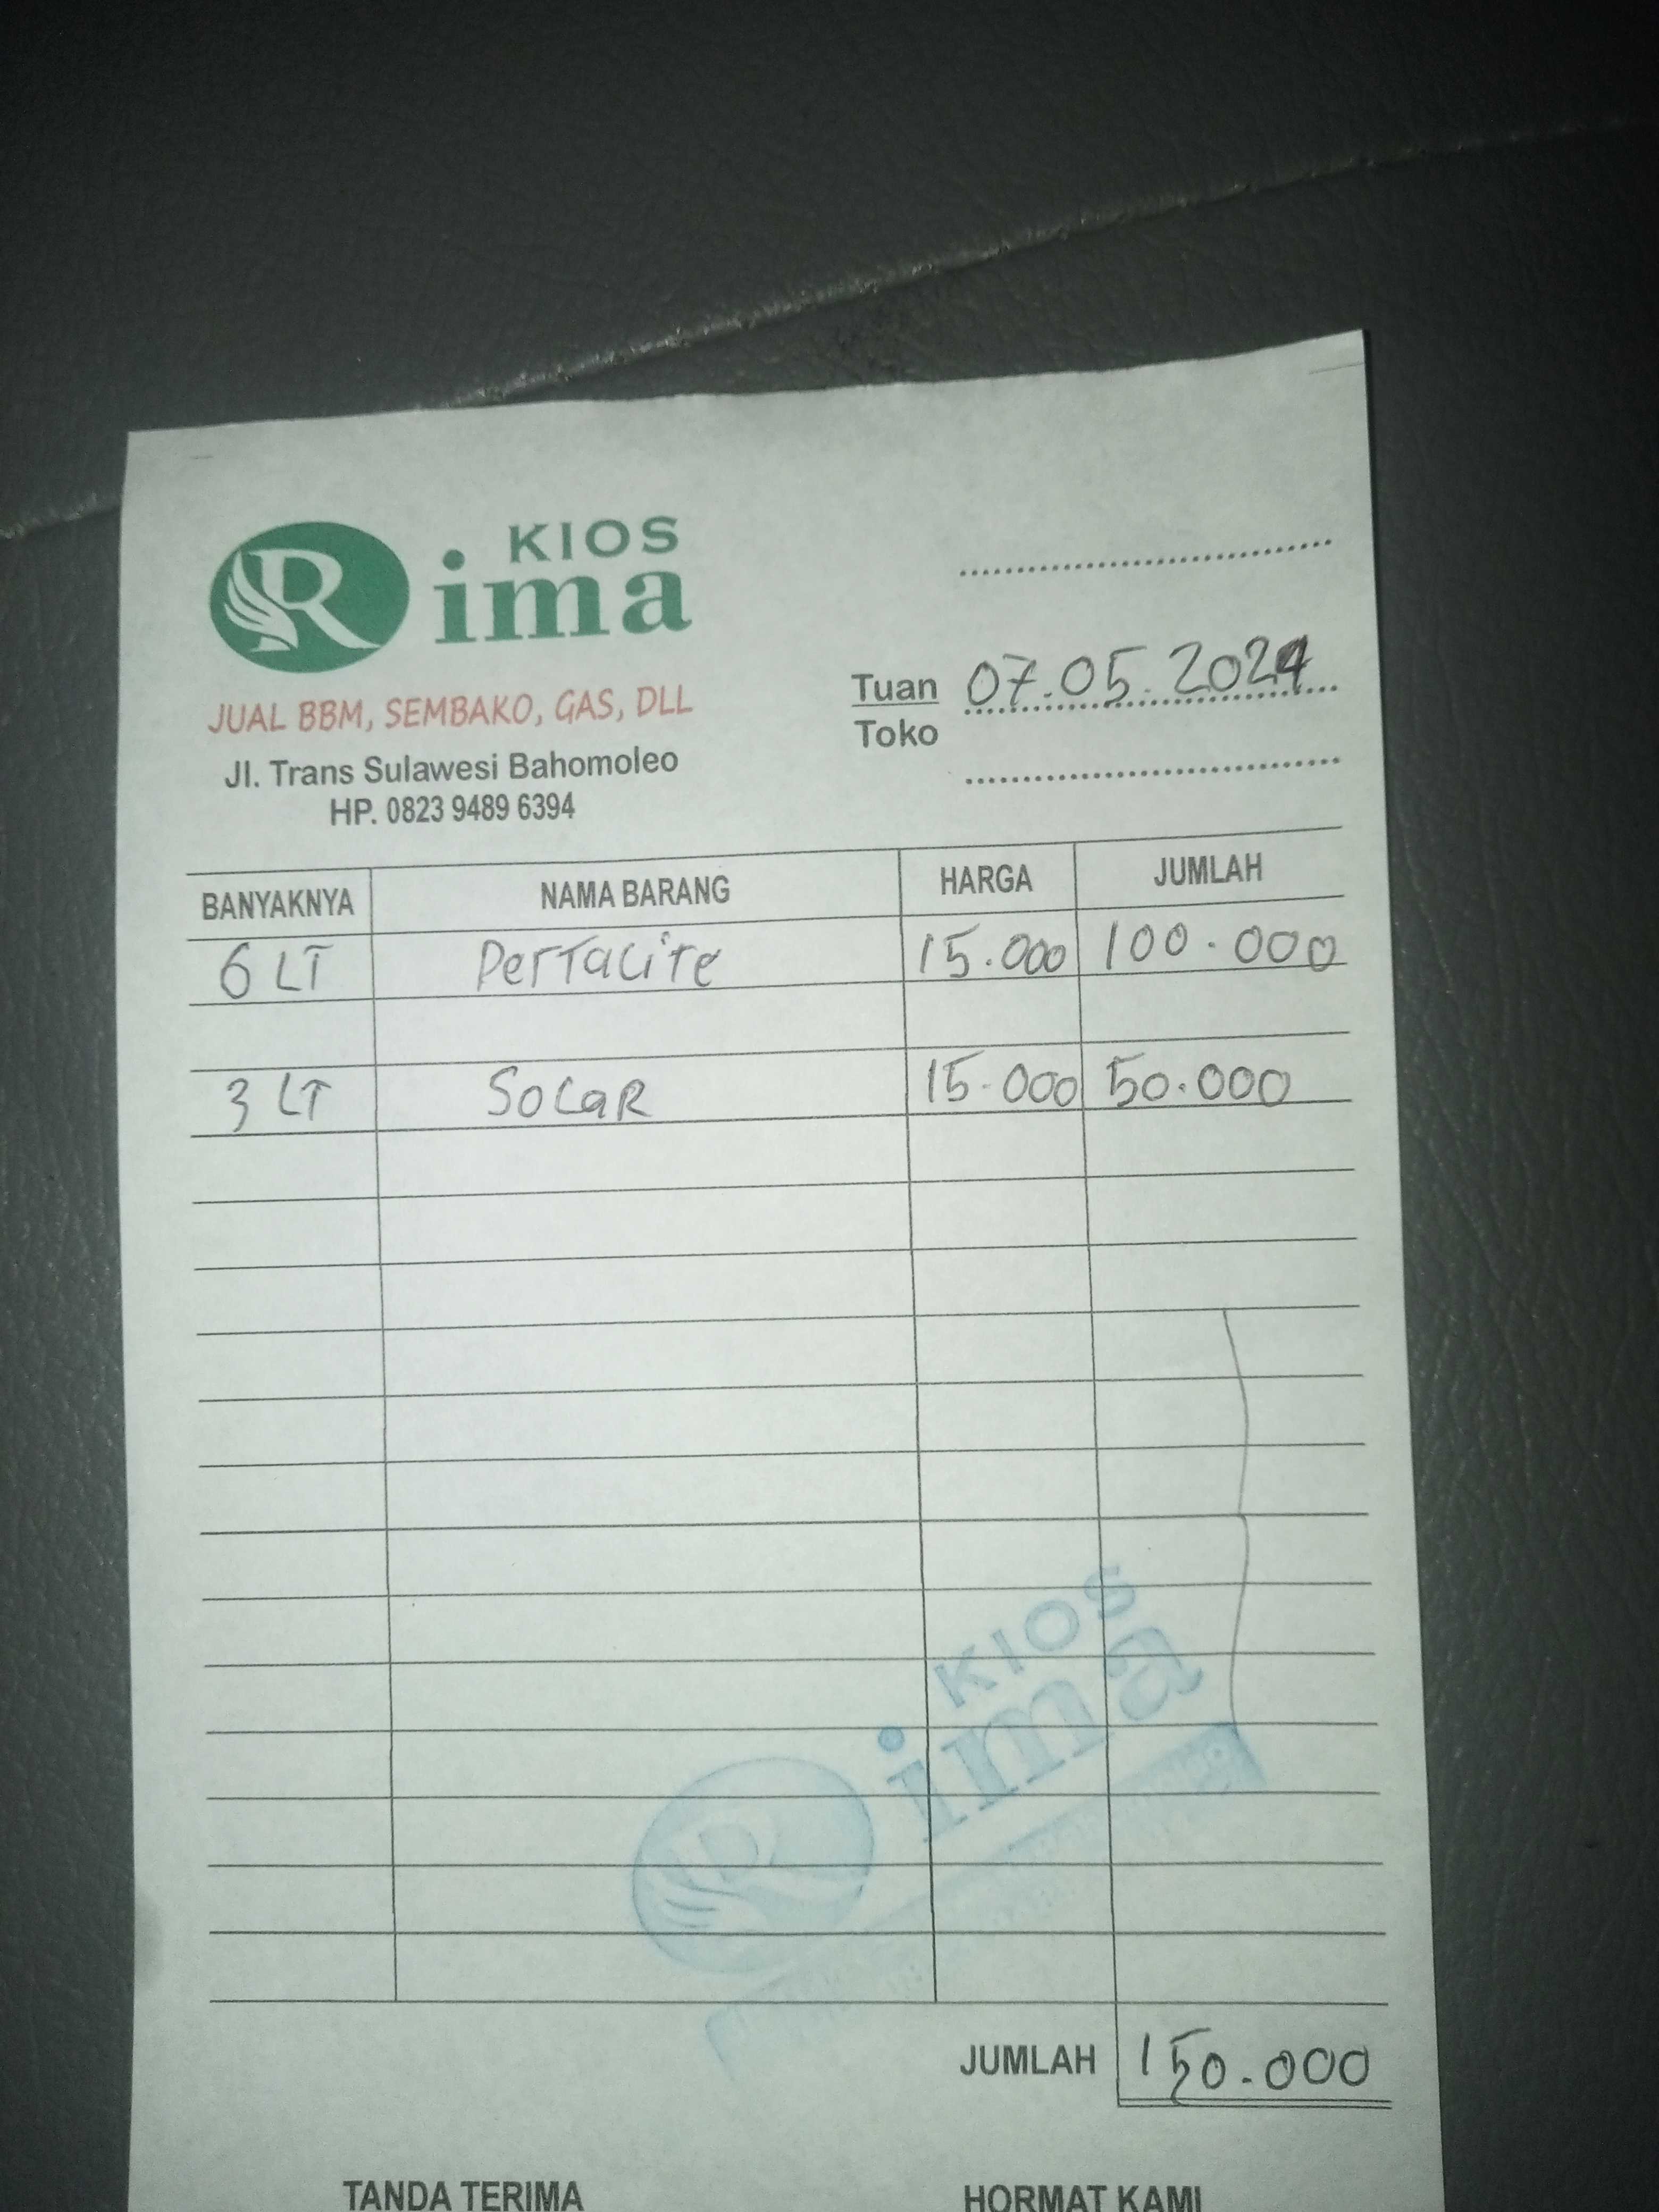 KIOS
Rima
JUAL BBM, SEMBAKO, GAS, DLL
Jl. Trans Sulawesi Bahomoleo
HP. 0823 9489 6394
Tuan 07.05.2024
Toko
BANYAKNYA NAMA BARANG HARGA JUMLAH
6 LT PerTaLiTe 15.000 100.000
3 LT SoLaR 15.000 50.000
KIOS
Rima
JUMLAH 150.000
TANDA TERIMA HORMAT KAMI